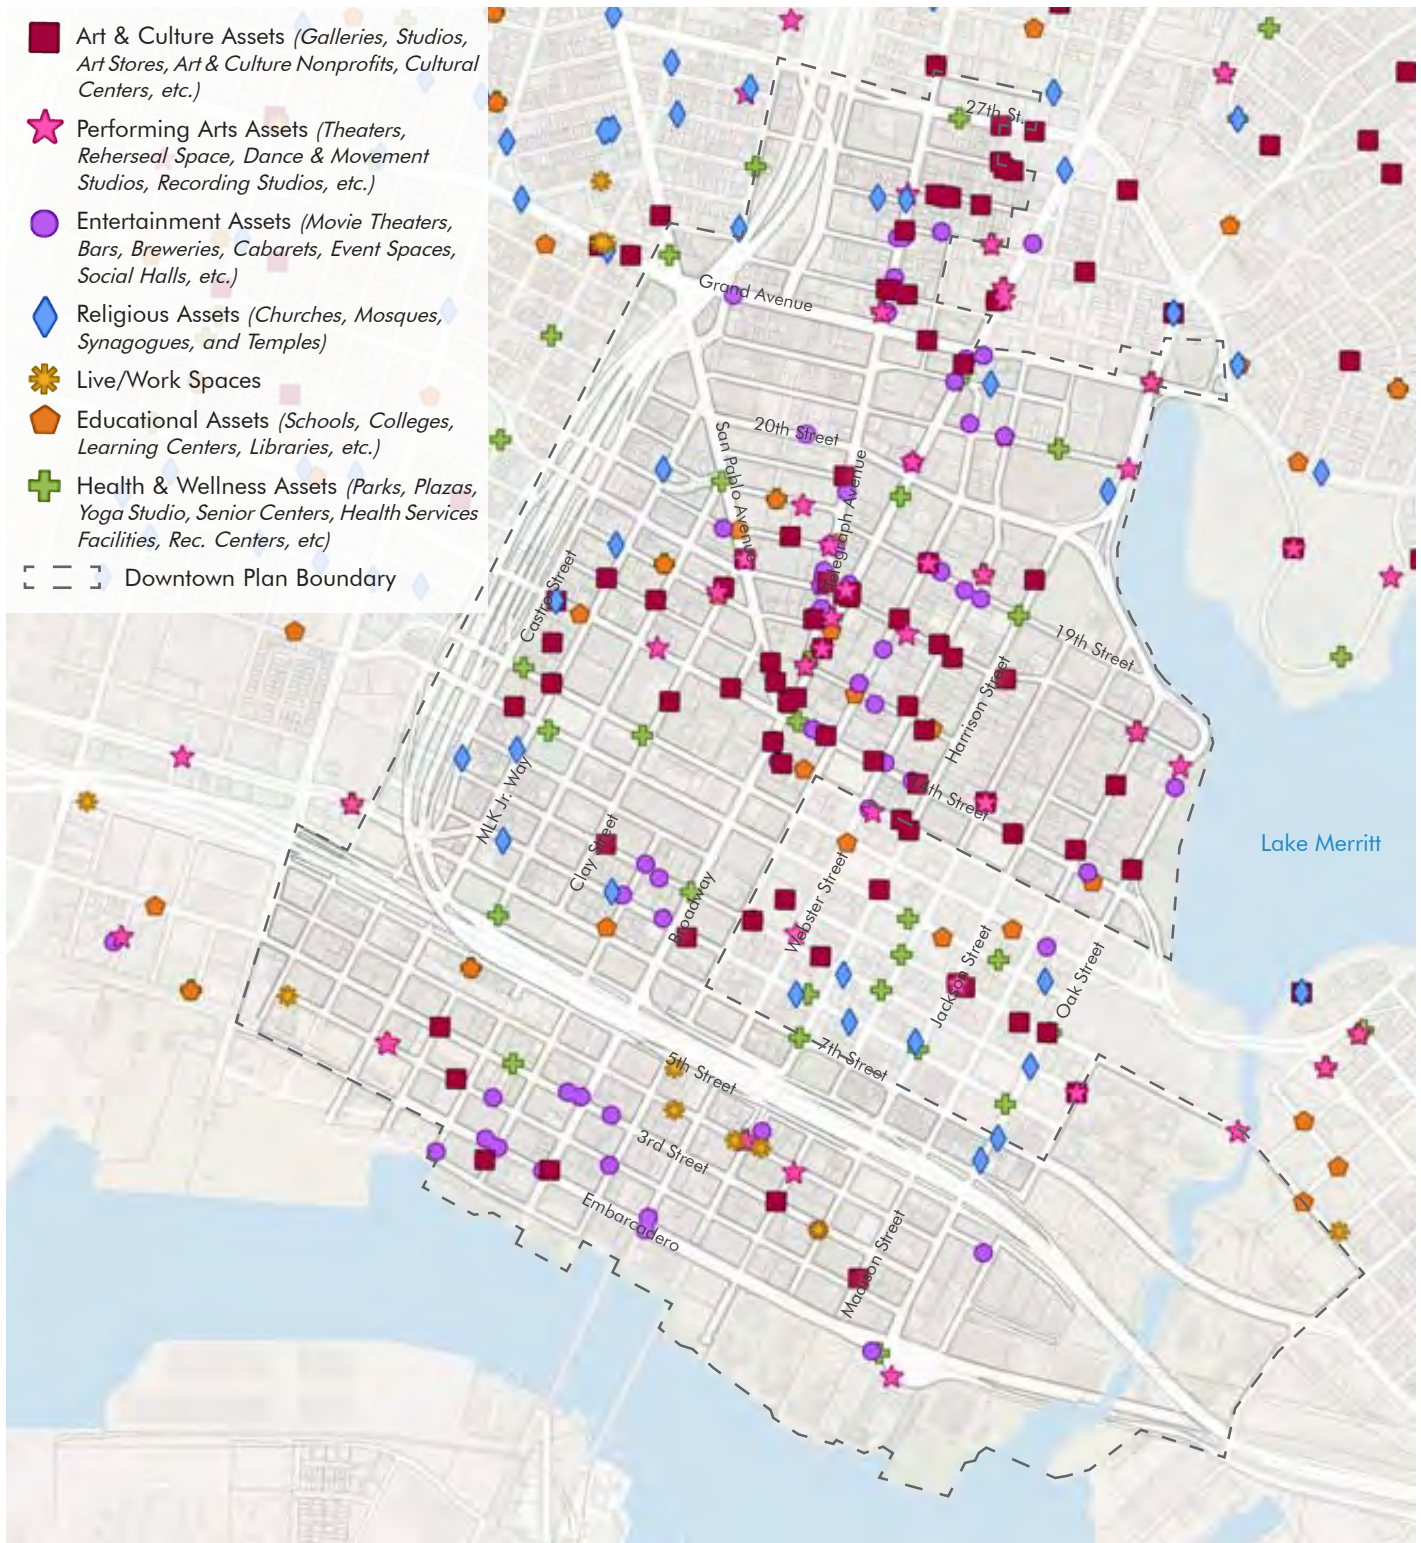 Art & Culture Assets (Galleries, Studios,
Art Stores, Art & Culture Nonprofits, Cultural
Centers, etc.)
Performing Arts Assets (Theaters,
Reherseal Space, Dance & Movement
Studios, Recording Studios, etc.)
Entertainment Assets (Movie Theaters,
Bars, Breweries, Cabarets, Event Spaces,
Social Halls, etc.)
Religious Assets (Churches, Mosques,
Synagogues, and Temples)
Live/Work Spaces
Educational Assets (Schools, Colleges,
Learning Centers, Libraries, etc.)
Health & Wellness Assets (Parks, Plazas,
Yoga Studio, Senior Centers, Health Services
Facilities, Rec. Centers, etc)
Downtown Plan Boundary
27th St.
Grand Avenue
20th Street
San Pablo Avenue
Telegraph Avenue
Castro Street
19th Street
Harrison Street
MLK Jr. Way
14th Street
Clay Street
Lake Merritt
Webster Street
Broadway
Jackson Street
Oak Street
7th Street
5th Street
3rd Street
Embarcadero
Madison Street